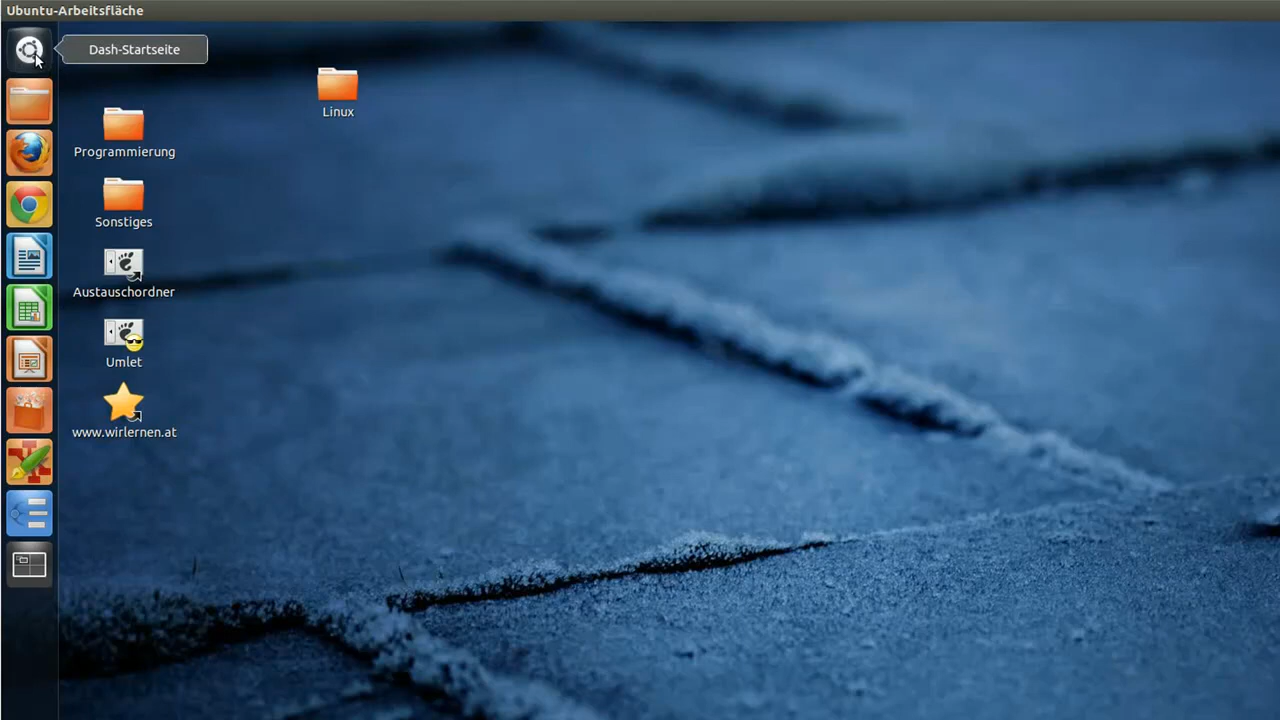 Ubuntu-Arbeitsfläche
Dash-Startseite
Linux
Programmierung
Sonstiges
Austauschordner
Umlet
www.wirlernen.at